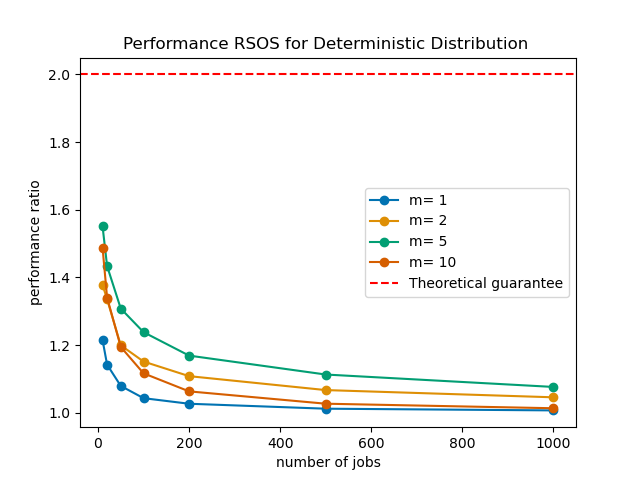 Performance RSOS for Deterministic Distribution
performance ratio
2.0
1.8
1.6
1.4
1.2
1.0
m= 1
m= 2
m= 5
m= 10
Theoretical guarantee
0 200 400 600 800 1000
number of jobs